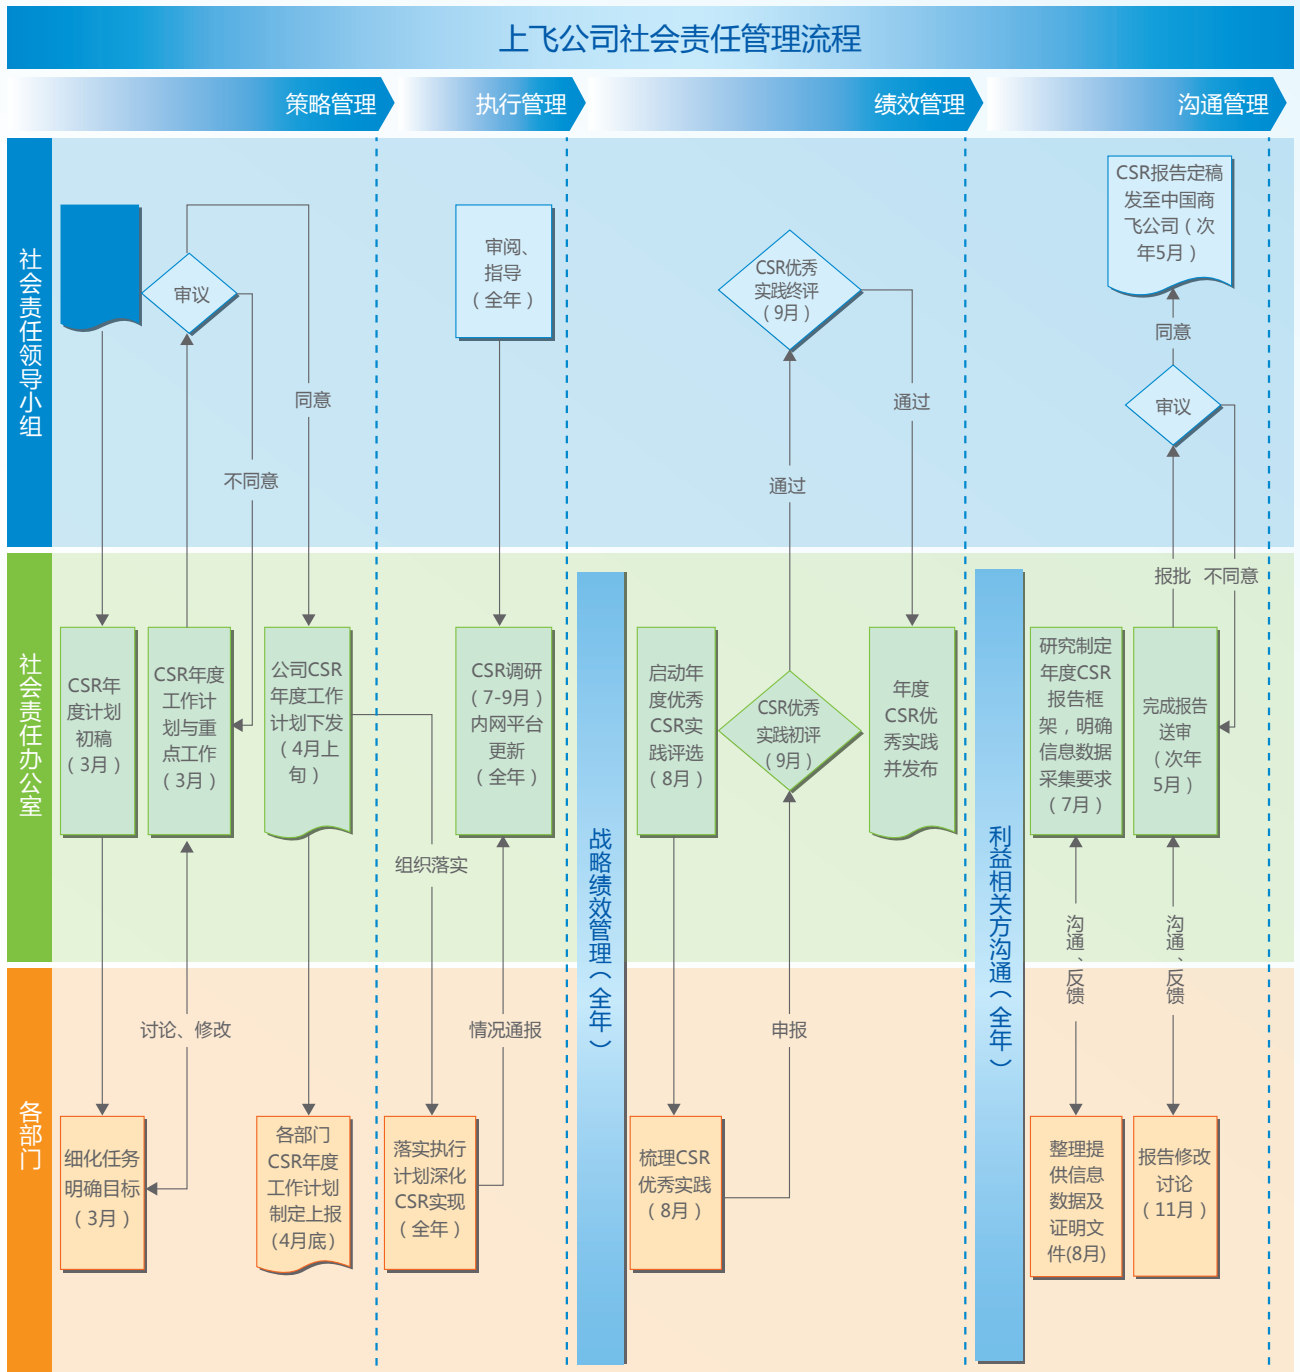 上飞公司社会责任管理流程
策略管理
执行管理
绩效管理
沟通管理
社会责任领导小组
审议
同意
不同意
审阅、
指导
（全年）
CSR优秀
实践终评
（9月）
通过
通过
CSR报告定稿
发至中国商
飞公司（次
年5月）
同意
审议
社会责任办公室
CSR年
度计划
初稿
（3月）
CSR年度
工作计
划与重
点工作
（3月）
公司CSR
年度工作
计划下发
（4月上
旬）
组织落实
CSR调研
（7-9月）
内网平台
更新
（全年）
战略绩效管理（全年）
启动年
度优秀
CSR实
践评选
（8月）
CSR优秀
实践初评
（9月）
年度
CSR优
秀实践
并发布
利益相关方沟通（全年）
报批
不同意
研究制定
年度CSR
报告框
架，明确
信息数据
采集要求
（7月）
完成报告
送审
（次年
5月）
沟通、反馈
沟通、反馈
各部门
讨论、修改
情况通报
申报
细化任务
明确目标
（3月）
各部门
CSR年度
工作计划
制定上报
（4月底）
落实执行
计划深化
CSR实现
（全年）
梳理CSR
优秀实践
（8月）
整理提
供信息
数据及
证明文
件(8月)
报告修改
讨论
（11月）